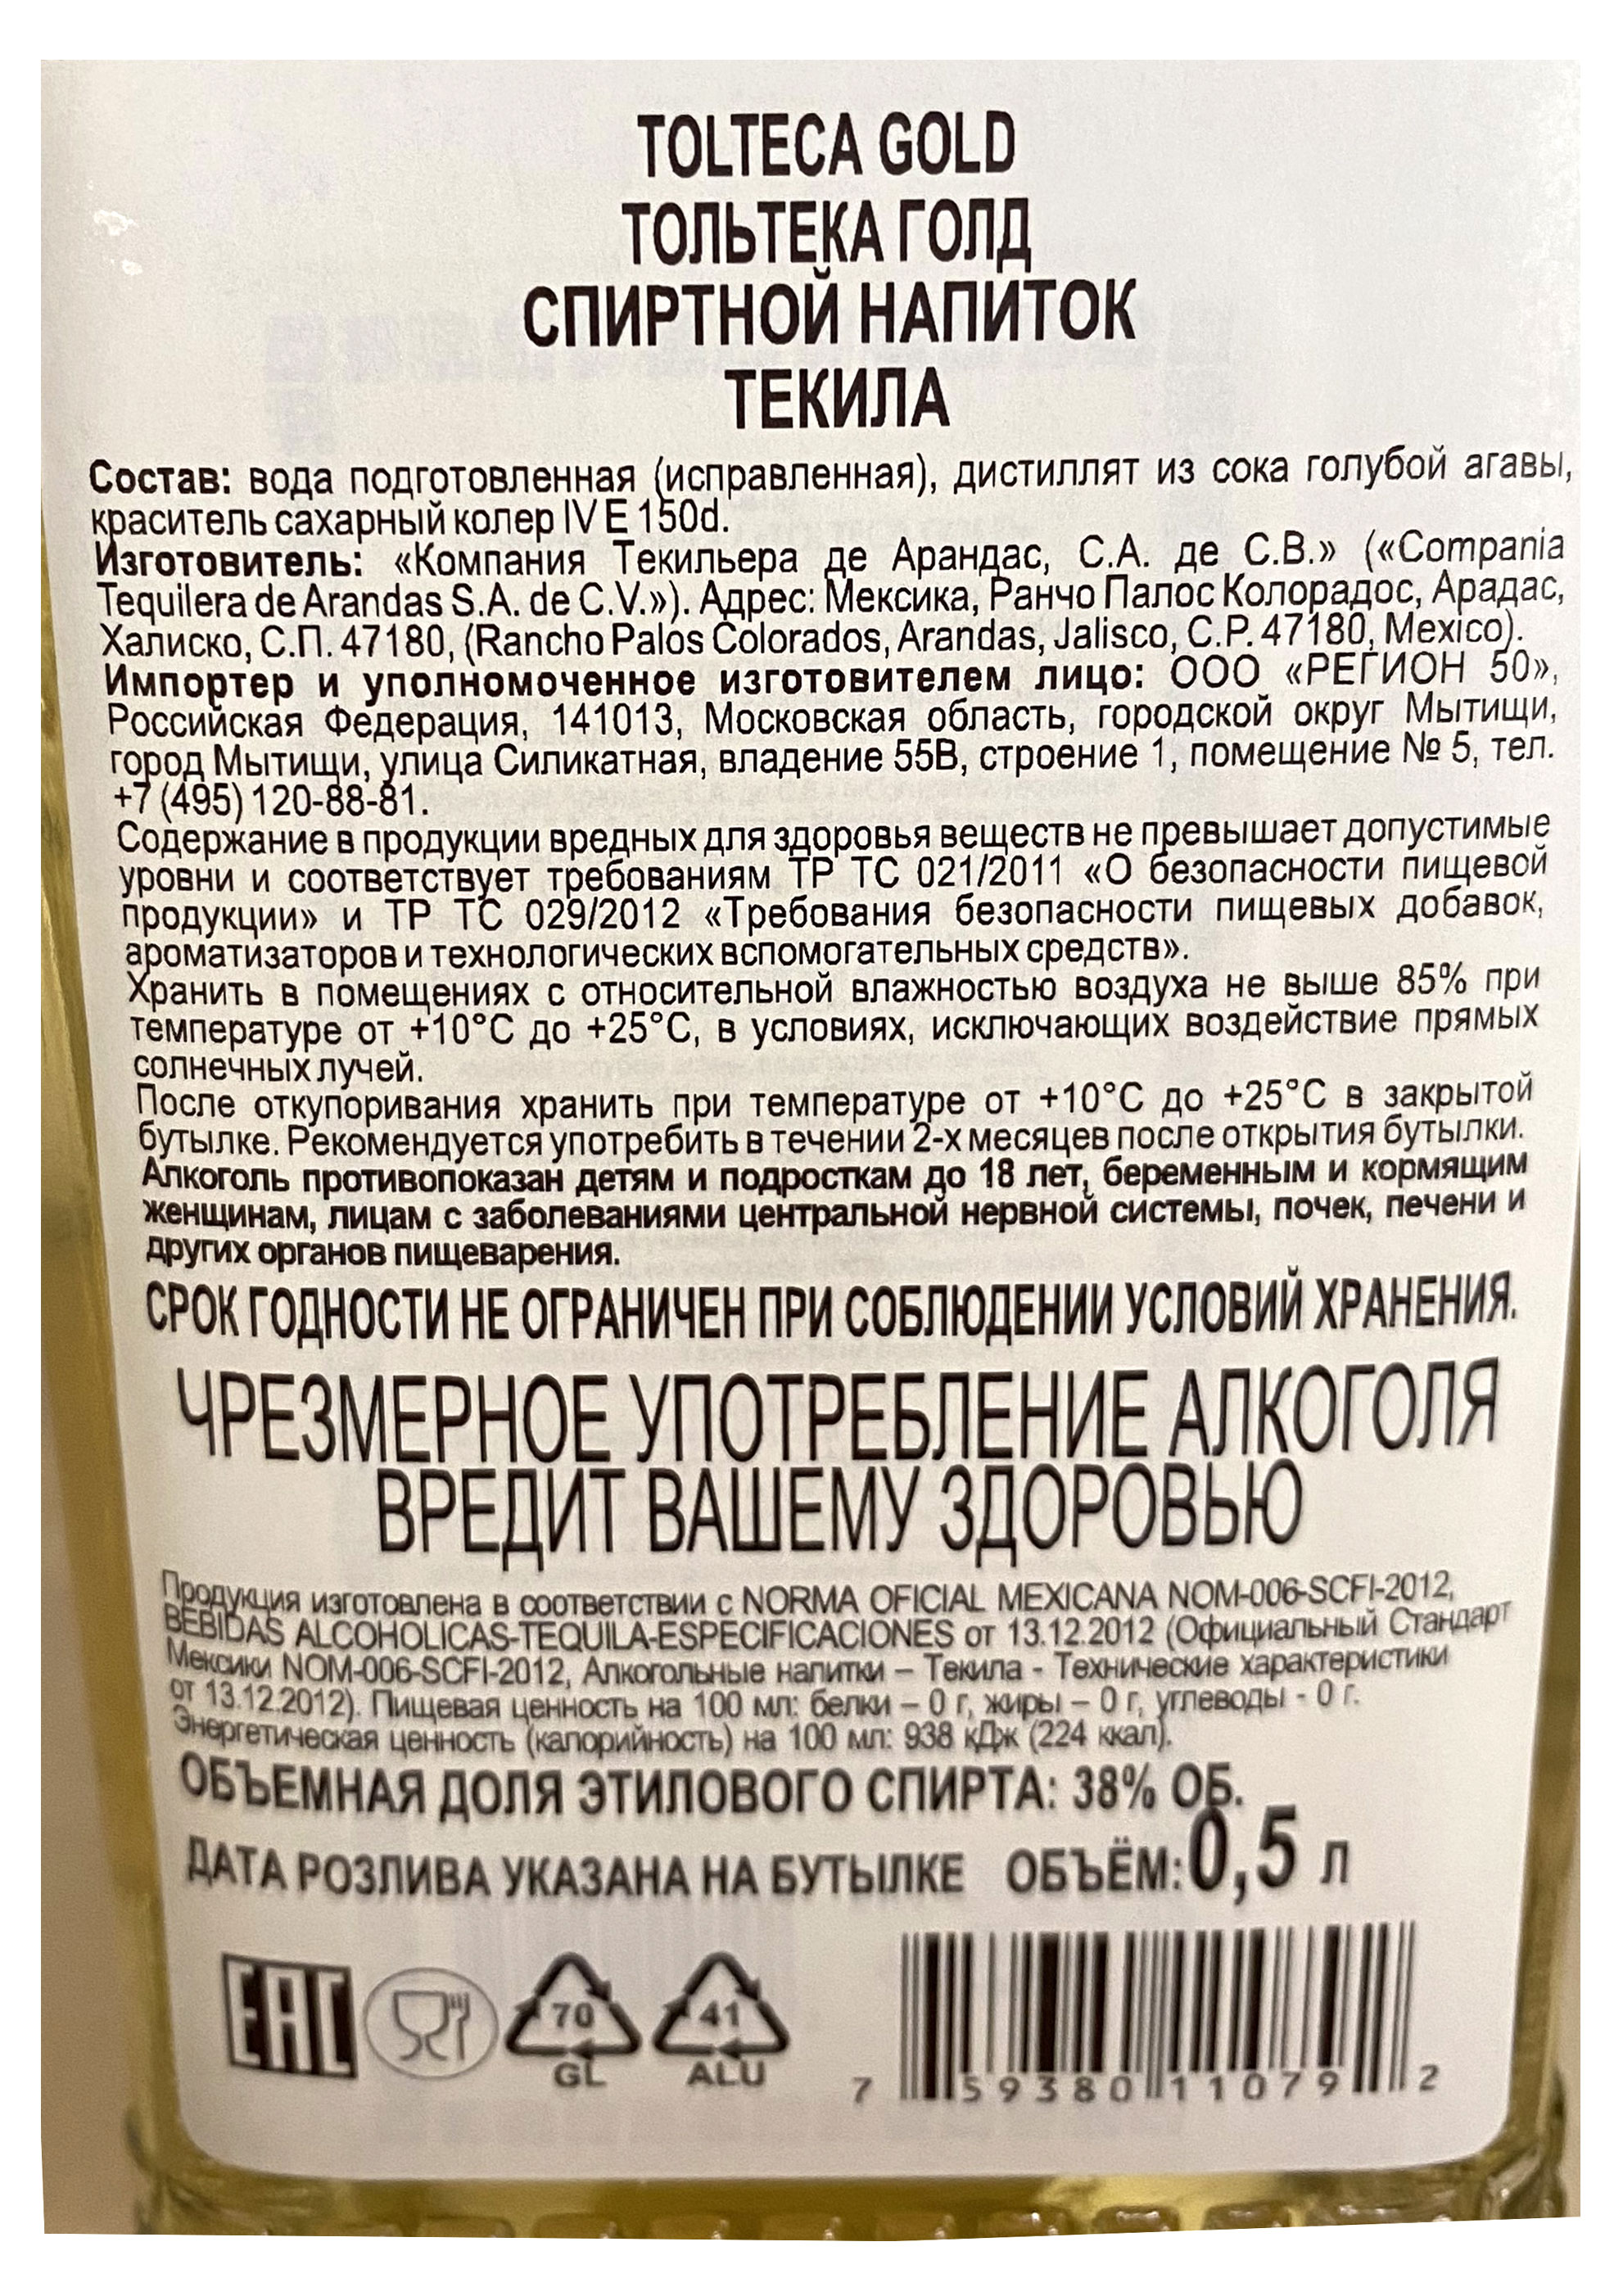 TOLTECA GOLD
ТОЛЬТЕКА ГОЛД
СПИРТНОЙ НАПИТОК
ТЕКИЛА
Состав: вода подготовленная (исправленная), дистиллят из сока голубой агавы,
краситель сахарный колер IV Е 150d.
Изготовитель: «Компания Текильера де Арандас, С.А. де С.В.» («Compania
Tequilera de Arandas S.A. de C.V.»). Адрес: Мексика, Ранчо Палос Колорадос, Арадас,
Халиско, С.П. 47180, (Rancho Palos Colorados, Arandas, Jalisco, C.P. 47180, Mexico).
Импортер и уполномоченное изготовителем лицо: ООО «РЕГИОН 50»,
Российская Федерация, 141013, Московская область, городской округ Мытищи,
город Мытищи, улица Силикатная, владение 55В, строение 1, помещение № 5, тел.
+7 (495) 120-88-81.
Содержание в продукции вредных для здоровья веществ не превышает допустимые
уровни и соответствует требованиям ТР ТС 021/2011 «О безопасности пищевой
продукции» и ТР ТС 029/2012 «Требования безопасности пищевых добавок,
ароматизаторов и технологических вспомогательных средств».
Хранить в помещениях с относительной влажностью воздуха не выше 85% при
температуре от +10°С до +25°С, в условиях, исключающих воздействие прямых
солнечных лучей.
После откупоривания хранить при температуре от +10°С до +25°С в закрытой
бутылке. Рекомендуется употребить в течении 2-х месяцев после открытия бутылки.
Алкоголь противопоказан детям и подросткам до 18 лет, беременным и кормящим
женщинам, лицам с заболеваниями центральной нервной системы, почек, печени и
других органов пищеварения.
СРОК ГОДНОСТИ НЕ ОГРАНИЧЕН ПРИ СОБЛЮДЕНИИ УСЛОВИЙ ХРАНЕНИЯ.
ЧРЕЗМЕРНОЕ УПОТРЕБЛЕНИЕ АЛКОГОЛЯ
ВРЕДИТ ВАШЕМУ ЗДОРОВЬЮ
Продукция изготовлена в соответствии с NORMA OFICIAL MEXICANA NOM-006-SCFI-2012,
BEBIDAS ALCOHOLICAS-TEQUILA-ESPECIFICACIONES от 13.12.2012 (Официальный Стандарт
Мексики NOM-006-SCFI-2012, Алкогольные напитки – Текила - Технические характеристики
от 13.12.2012). Пищевая ценность на 100 мл: белки – 0 г, жиры – 0 г, углеводы - 0 г.
Энергетическая ценность (калорийность) на 100 мл: 938 кДж (224 ккал).
ОБЪЕМНАЯ ДОЛЯ ЭТИЛОВОГО СПИРТА: 38% ОБ.
ДАТА РОЗЛИВА УКАЗАНА НА БУТЫЛКЕ ОБЪЁМ: 0,5 л
EAC 70 41
GL ALU
7 59380 11079 2